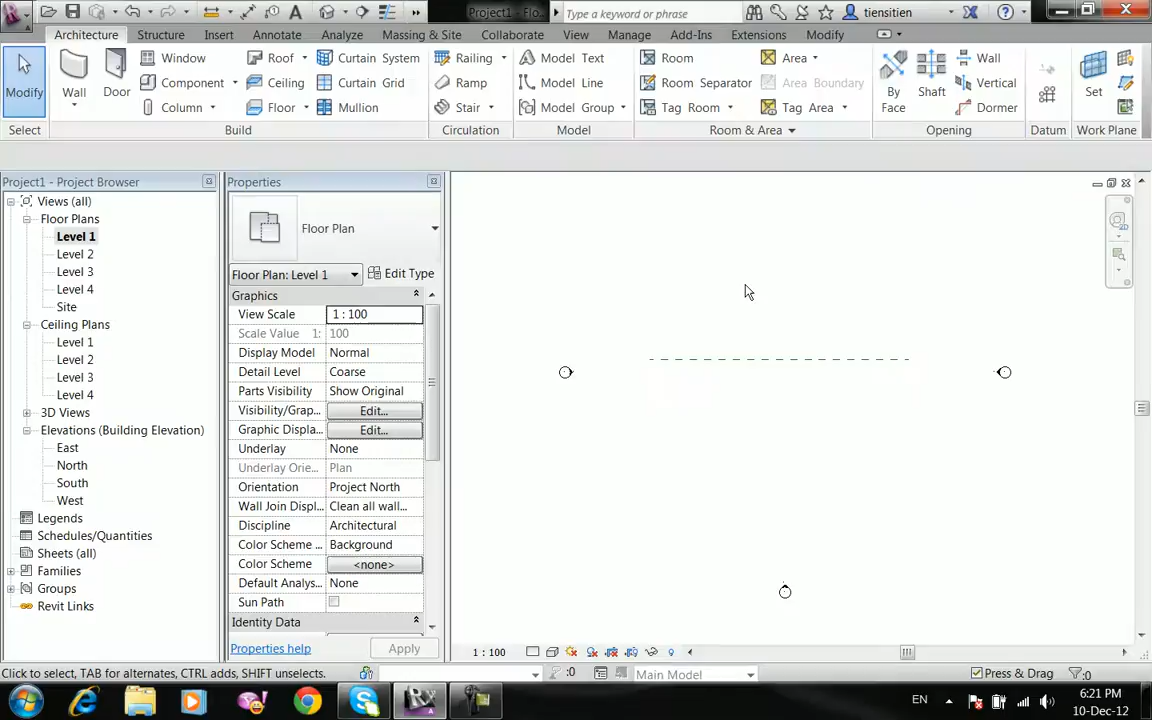 Project1 - Flo...
Type a keyword or phrase
tiensitien
Architecture
Structure
Insert
Annotate
Analyze
Massing & Site
Collaborate
View
Manage
Add-Ins
Extensions
Modify
Modify
Wall
Door
Window
Component
Column
Roof
Ceiling
Floor
Curtain System
Curtain Grid
Mullion
Railing
Ramp
Stair
Model Text
Model Line
Model Group
Room
Room Separator
Tag Room
Area
Area Boundary
Tag Area
By Face
Shaft
Wall
Vertical
Dormer
Set
Select
Build
Circulation
Model
Room & Area
Opening
Datum
Work Plane
Project1 - Project Browser
Views (all)
Floor Plans
Level 1
Level 2
Level 3
Level 4
Site
Ceiling Plans
Level 1
Level 2
Level 3
Level 4
3D Views
Elevations (Building Elevation)
East
North
South
West
Legends
Schedules/Quantities
Sheets (all)
Families
Groups
Revit Links
Properties
Floor Plan
Floor Plan: Level 1
Edit Type
Graphics
View Scale 1 : 100
Scale Value 1: 100
Display Model Normal
Detail Level Coarse
Parts Visibility Show Original
Visibility/Grap... Edit...
Graphic Displa... Edit...
Underlay None
Underlay Orie... Plan
Orientation Project North
Wall Join Displ... Clean all wall...
Discipline Architectural
Color Scheme ... Background
Color Scheme <none>
Default Analys... None
Sun Path
Identity Data
Properties help
Apply
1 : 100
Click to select, TAB for alternates, CTRL adds, SHIFT unselects.
:0
Main Model
Press & Drag
:0
EN
6:21 PM
10-Dec-12